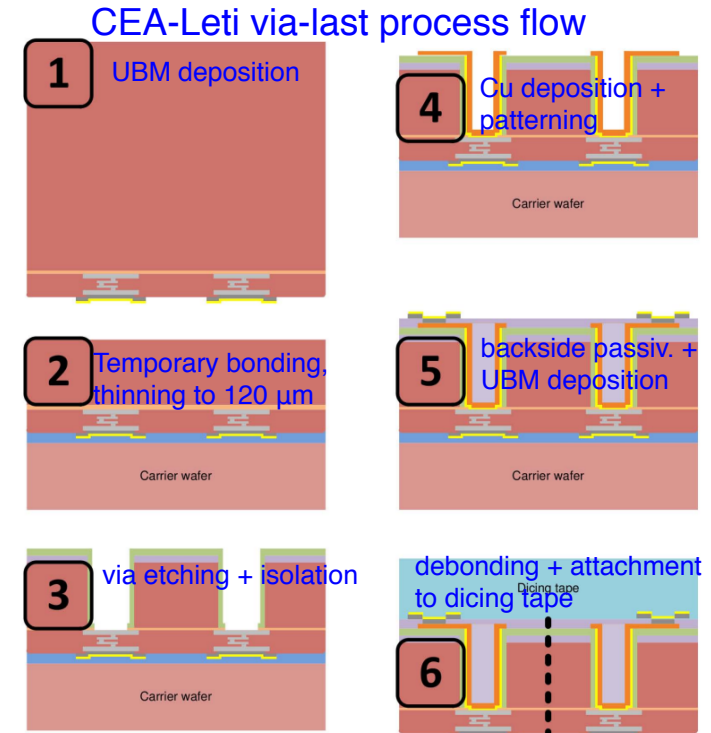 CEA-Leti via-last process flow
1
UBM deposition
2
Temporary bonding,
thinning to 120 μm
Carrier wafer
3
via etching + isolation
Carrier wafer
4
Cu deposition +
patterning
Carrier wafer
5
backside passiv. +
UBM deposition
Carrier wafer
debonding + attachment
to dicing tape
Dicing tape
6